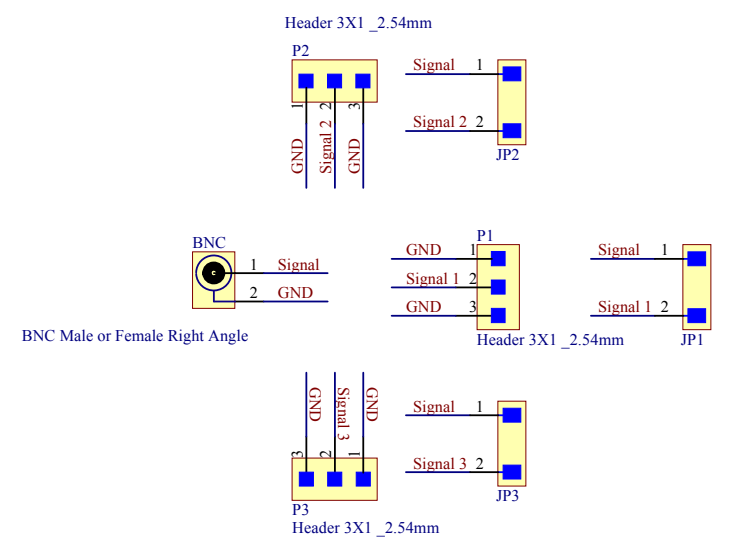 Header 3X1 _2.54mm
P2
1
2
3
GND
Signal 2
GND
Signal 1
Signal 2 2
JP2
BNC
c
1 Signal
2 GND
BNC Male or Female Right Angle
P1
GND 1
Signal 1 2
GND 3
Header 3X1 _2.54mm
Signal 1
Signal 1 2
JP1
GND
Signal 3
GND
3
2
1
P3
Header 3X1 _2.54mm
Signal 1
Signal 3 2
JP3